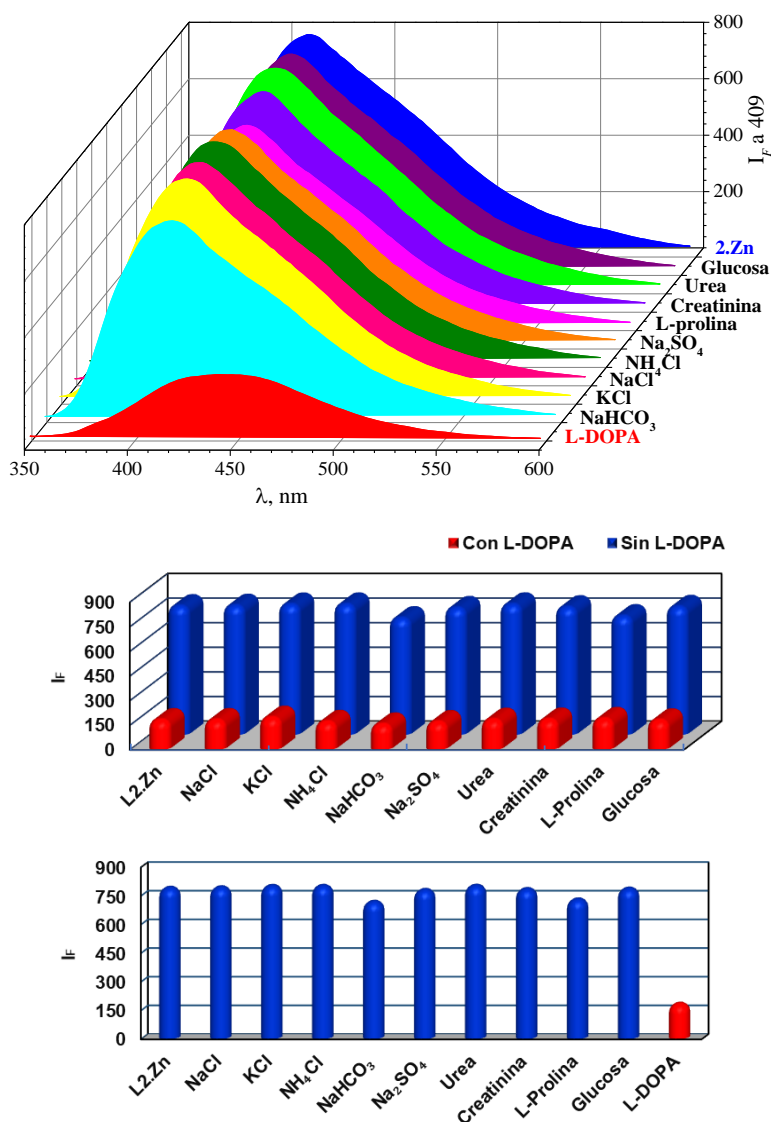 800
600
400
200
I_F a 409
2.Zn
Glucosa
Urea
Creatinina
L-prolina
Na₂SO₄
NH₄Cl
NaCl
KCl
NaHCO₃
L-DOPA
350 400 450 500 550 600
λ, nm
Con L-DOPA Sin L-DOPA
900
750
600
450
300
150
0
I_F
L2.Zn NaCl KCl NH₄Cl NaHCO₃ Na₂SO₄ Urea Creatinina L-Prolina Glucosa
900
750
600
450
300
150
0
I_F
L2.Zn NaCl KCl NH₄Cl NaHCO₃ Na₂SO₄ Urea Creatinina L-Prolina Glucosa L-DOPA